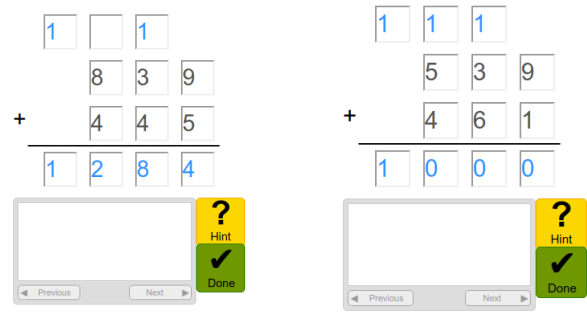 1 1
8 3 9
+ 4 4 5
1 2 8 4
?
Hint
✔
Done
◀ Previous Next ▶
1 1 1
5 3 9
+ 4 6 1
1 0 0 0
?
Hint
✔
Done
◀ Previous Next ▶